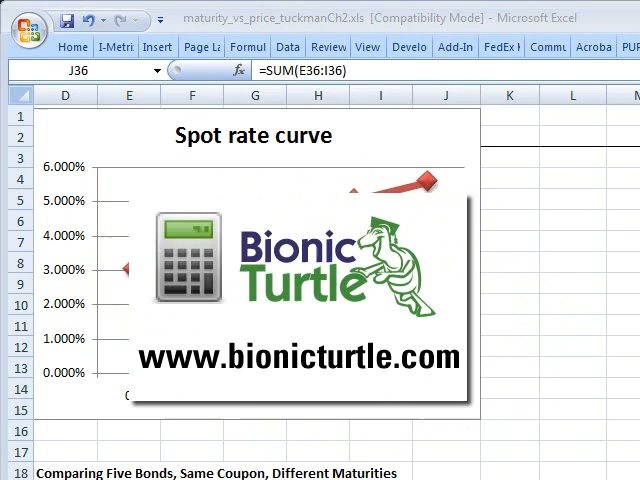 maturity_vs_price_tuckmanCh2.xls [Compatibility Mode] - Microsoft Excel
Home I-Metri Insert Page La Formul Data Review View Develo Add-In FedEx Commu Acroba PUP
J36 fx =SUM(E36:I36)
D E F G H I J K L M
1
2 Spot rate curve
3
6.000%
4
5 5.000%
6
7 4.000%
8 3.000%
9
10 2.000%
11
12 1.000%
13 0.000%
14
15
16
17
18 Comparing Five Bonds, Same Coupon, Different Maturities
Bionic
Turtle
www.bionicturtle.com